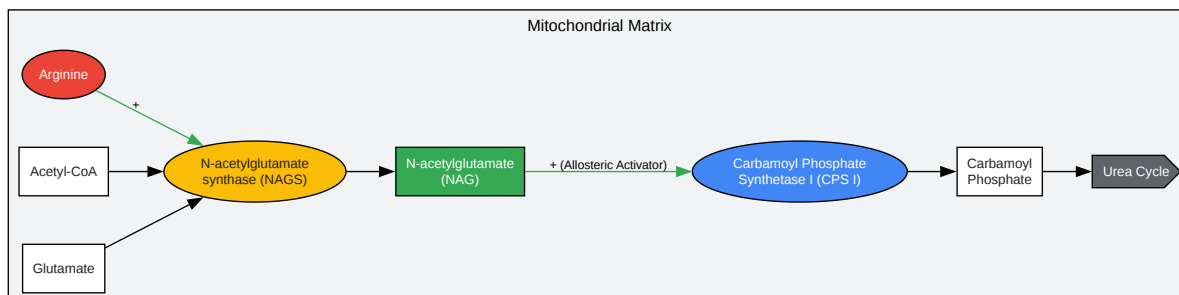 Mitochondrial Matrix
Arginine
+
Acetyl-CoA
N-acetylglutamate
synthase (NAGS)
N-acetylglutamate
(NAG)
+ (Allosteric Activator)
Carbamoyl Phosphate
Synthetase I (CPS I)
Carbamoyl
Phosphate
Urea Cycle
Glutamate